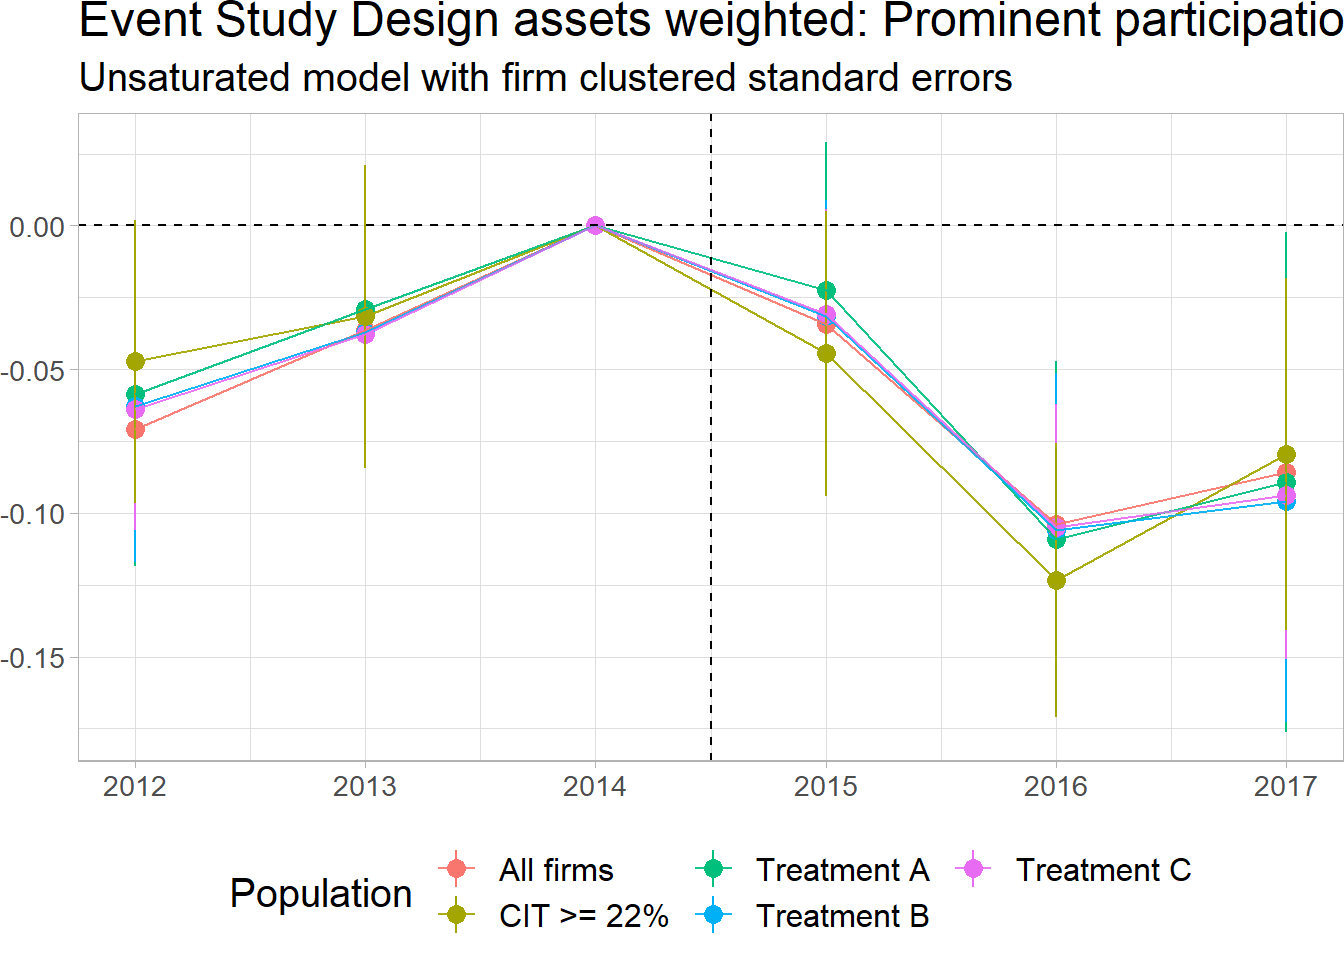 Event Study Design assets weighted: Prominent participatio
Unsaturated model with firm clustered standard errors
0.00
-0.05
-0.10
-0.15
2012 2013 2014 2015 2016 2017
Population
All firms Treatment A Treatment C
CIT >= 22% Treatment B